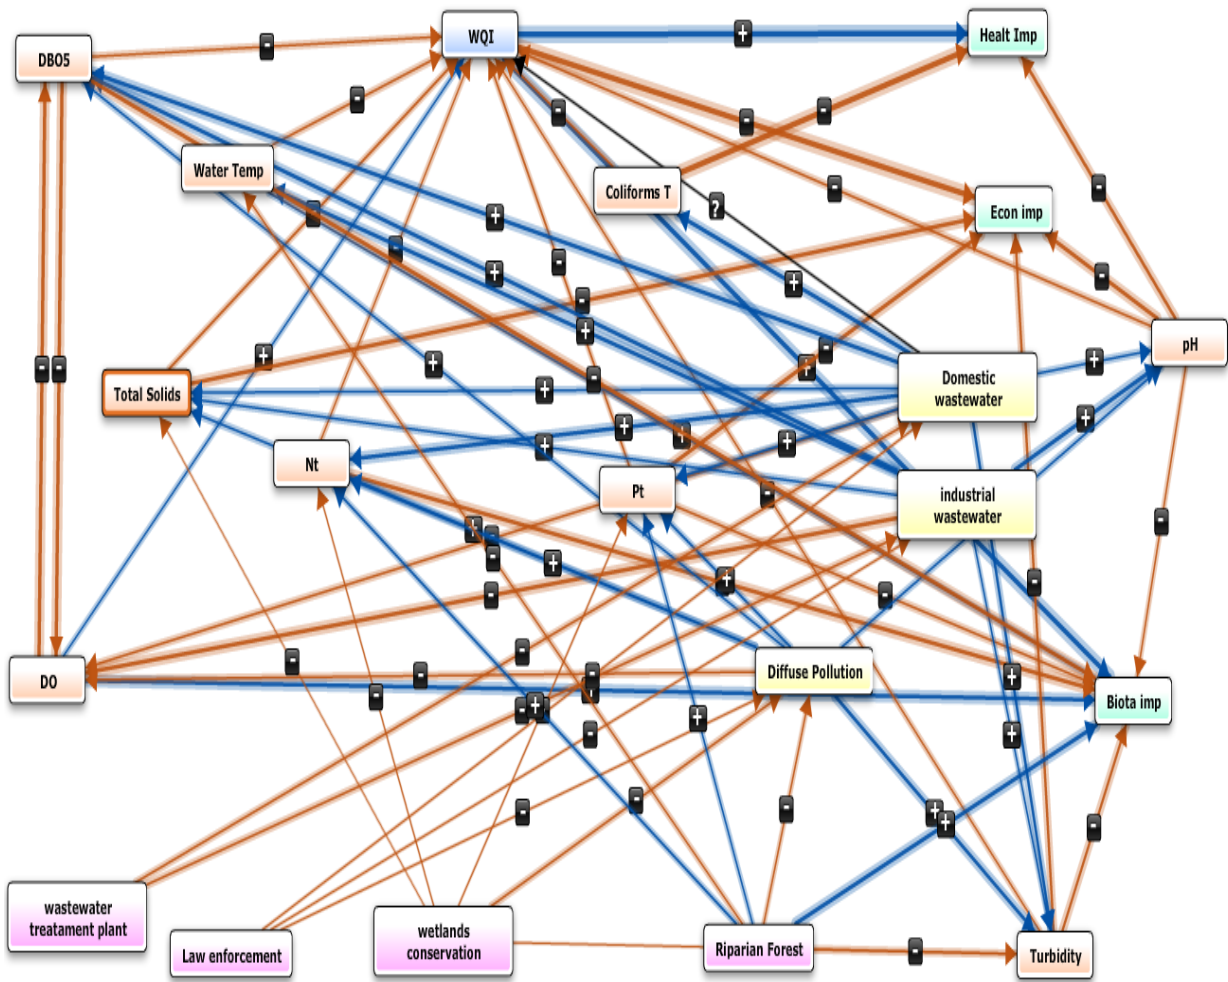 WQI
Healt Imp
DBO5
Water Temp
Coliforms T
Econ imp
pH
Total Solids
Domestic
wastewater
Nt
Pt
industrial
wastewater
DO
Diffuse Pollution
Biota imp
wastewater
treatament plant
Law enforcement
wetlands
conservation
Riparian Forest
Turbidity